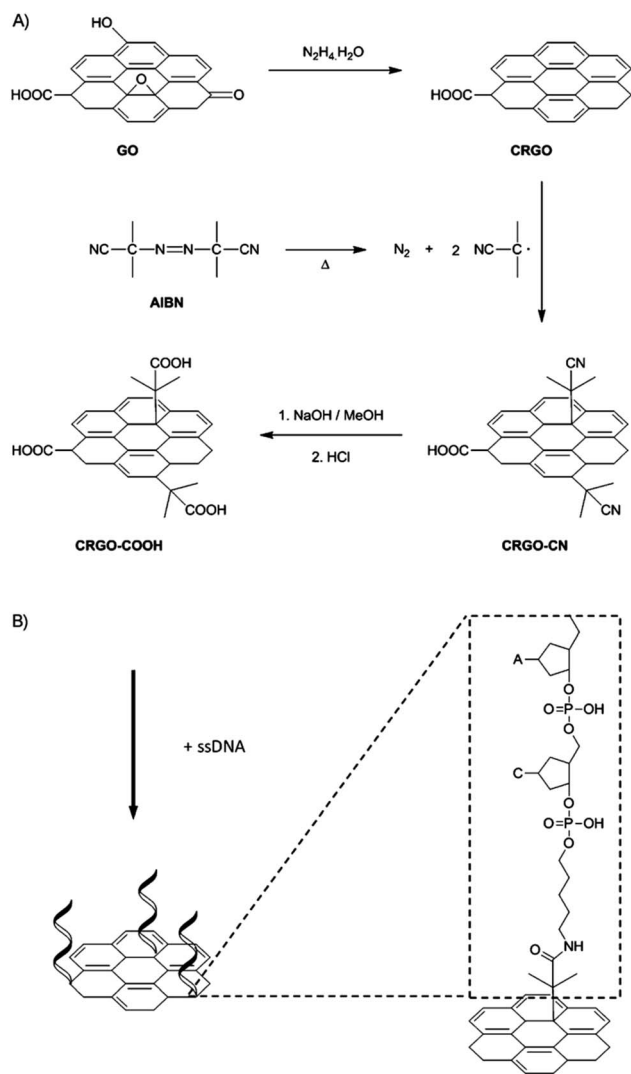 A)
HO
O
HOOC
O
GO
N2H4.H2O
HOOC
CRGO
NC—C—N=N—C—CN
AIBN
Δ
N2 + 2 NC—C·
COOH
HOOC
COOH
CRGO-COOH
1. NaOH / MeOH
2. HCl
CN
HOOC
CN
CRGO-CN
B)
+ ssDNA
A
O
O=P-OH
O
C
O
O=P-OH
O
NH
O